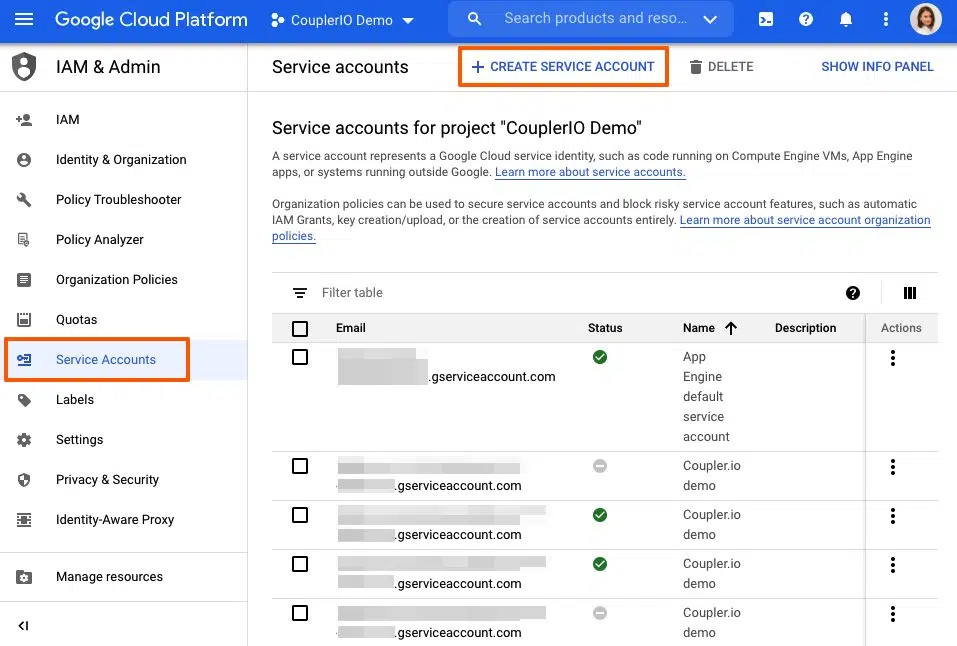 Google Cloud Platform
CouplerIO Demo
Search products and reso...
IAM & Admin
Service accounts
+ CREATE SERVICE ACCOUNT
DELETE
SHOW INFO PANEL
IAM
Identity & Organization
Policy Troubleshooter
Policy Analyzer
Organization Policies
Quotas
Service Accounts
Labels
Settings
Privacy & Security
Identity-Aware Proxy
Manage resources
Service accounts for project "CouplerIO Demo"
A service account represents a Google Cloud service identity, such as code running on Compute Engine VMs, App Engine
apps, or systems running outside Google. Learn more about service accounts.
Organization policies can be used to secure service accounts and block risky service account features, such as automatic
IAM Grants, key creation/upload, or the creation of service accounts entirely. Learn more about service account organization
policies.
Filter table
Email Status Name Description Actions
.gserviceaccount.com
App
Engine
default
service
account
.gserviceaccount.com
Coupler.io
demo
.gserviceaccount.com
Coupler.io
demo
.gserviceaccount.com
Coupler.io
demo
.gserviceaccount.com
Coupler.io
demo